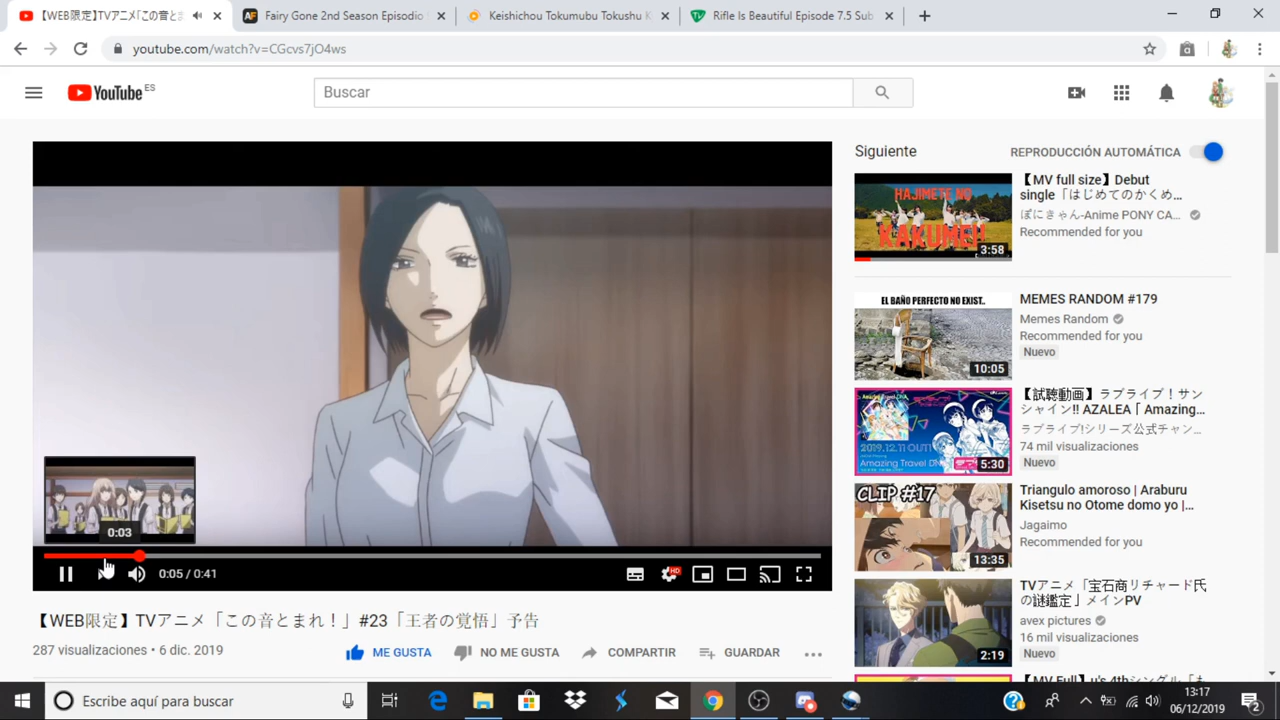 【WEB限定】TVアニメ「この音とま
Fairy Gone 2nd Season Episodio
Keishichou Tokumubu Tokushu K
Rifle Is Beautiful Episode 7.5 Sub
youtube.com/watch?v=CGcvs7jO4ws
YouTube ES
Buscar
Siguiente
REPRODUCCIÓN AUTOMÁTICA
HAJIMETE NO
KAKUMEI!
3:58
【MV full size】Debut
single「はじめてのかくめ...
ぽにきゃん-Anime PONY CA...
Recommended for you
EL BAÑO PERFECTO NO EXIST..
10:05
MEMES RANDOM #179
Memes Random
Recommended for you
Nuevo
2019.12.11 OUT!
Amazing Travel DN
5:30
【試聴動画】ラブライブ！サン
シャイン!! AZALEA「 Amazing...
ラブライブ!シリーズ公式チャン...
74 mil visualizaciones
Nuevo
CLIP #17
13:35
Triangulo amoroso | Araburu
Kisetsu no Otome domo yo |...
Jagaimo
Recommended for you
2:19
TVアニメ「宝石商リチャード氏
の謎鑑定」メインPV
avex pictures
16 mil visualizaciones
Nuevo
0:03
0:05 / 0:41
HD
【WEB限定】TVアニメ「この音とまれ！」#23「王者の覚悟」予告
287 visualizaciones • 6 dic. 2019
ME GUSTA
NO ME GUSTA
COMPARTIR
GUARDAR
Escribe aquí para buscar
13:17
06/12/2019
2